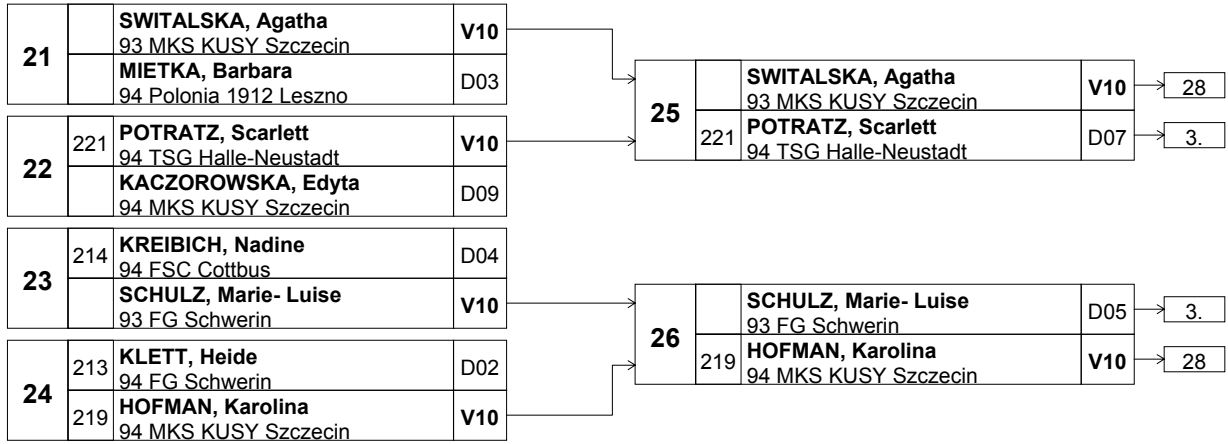 21
SWITALSKA, Agatha V10
93 MKS KUSY Szczecin
MIETKA, Barbara D03
94 Polonia 1912 Leszno
22
221 POTRATZ, Scarlett V10
94 TSG Halle-Neustadt
KACZOROWSKA, Edyta D09
94 MKS KUSY Szczecin
23
214 KREIBICH, Nadine D04
94 FSC Cottbus
SCHULZ, Marie- Luise V10
93 FG Schwerin
24
213 KLETT, Heide D02
94 FG Schwerin
219 HOFMAN, Karolina V10
94 MKS KUSY Szczecin
25
SWITALSKA, Agatha V10 28
93 MKS KUSY Szczecin
221 POTRATZ, Scarlett D07 3.
94 TSG Halle-Neustadt
26
SCHULZ, Marie- Luise D05 3.
93 FG Schwerin
219 HOFMAN, Karolina V10 28
94 MKS KUSY Szczecin